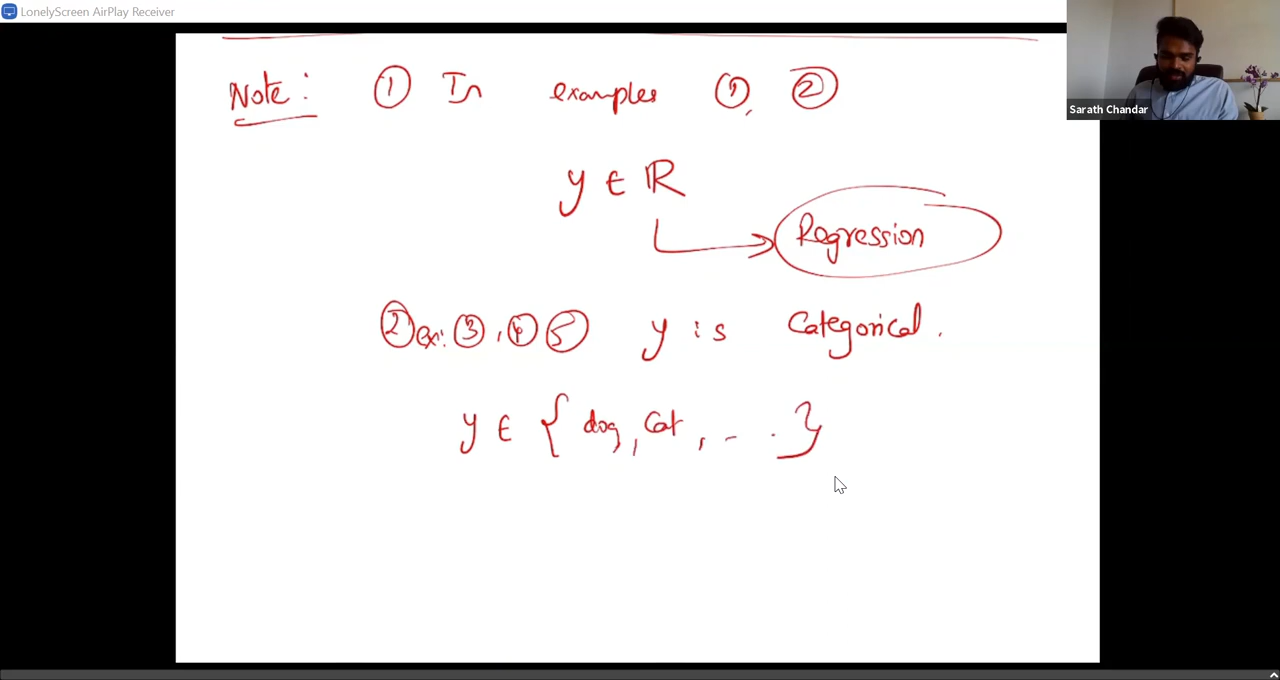 LonelyScreen AirPlay Receiver
Sarath Chandar
Note: ① In examples ①, ②
y ∈ ℝ
Regression
② ex: ③, ④ ⑤ y is Categorical.
y ∈ { dog, Cat, - . }